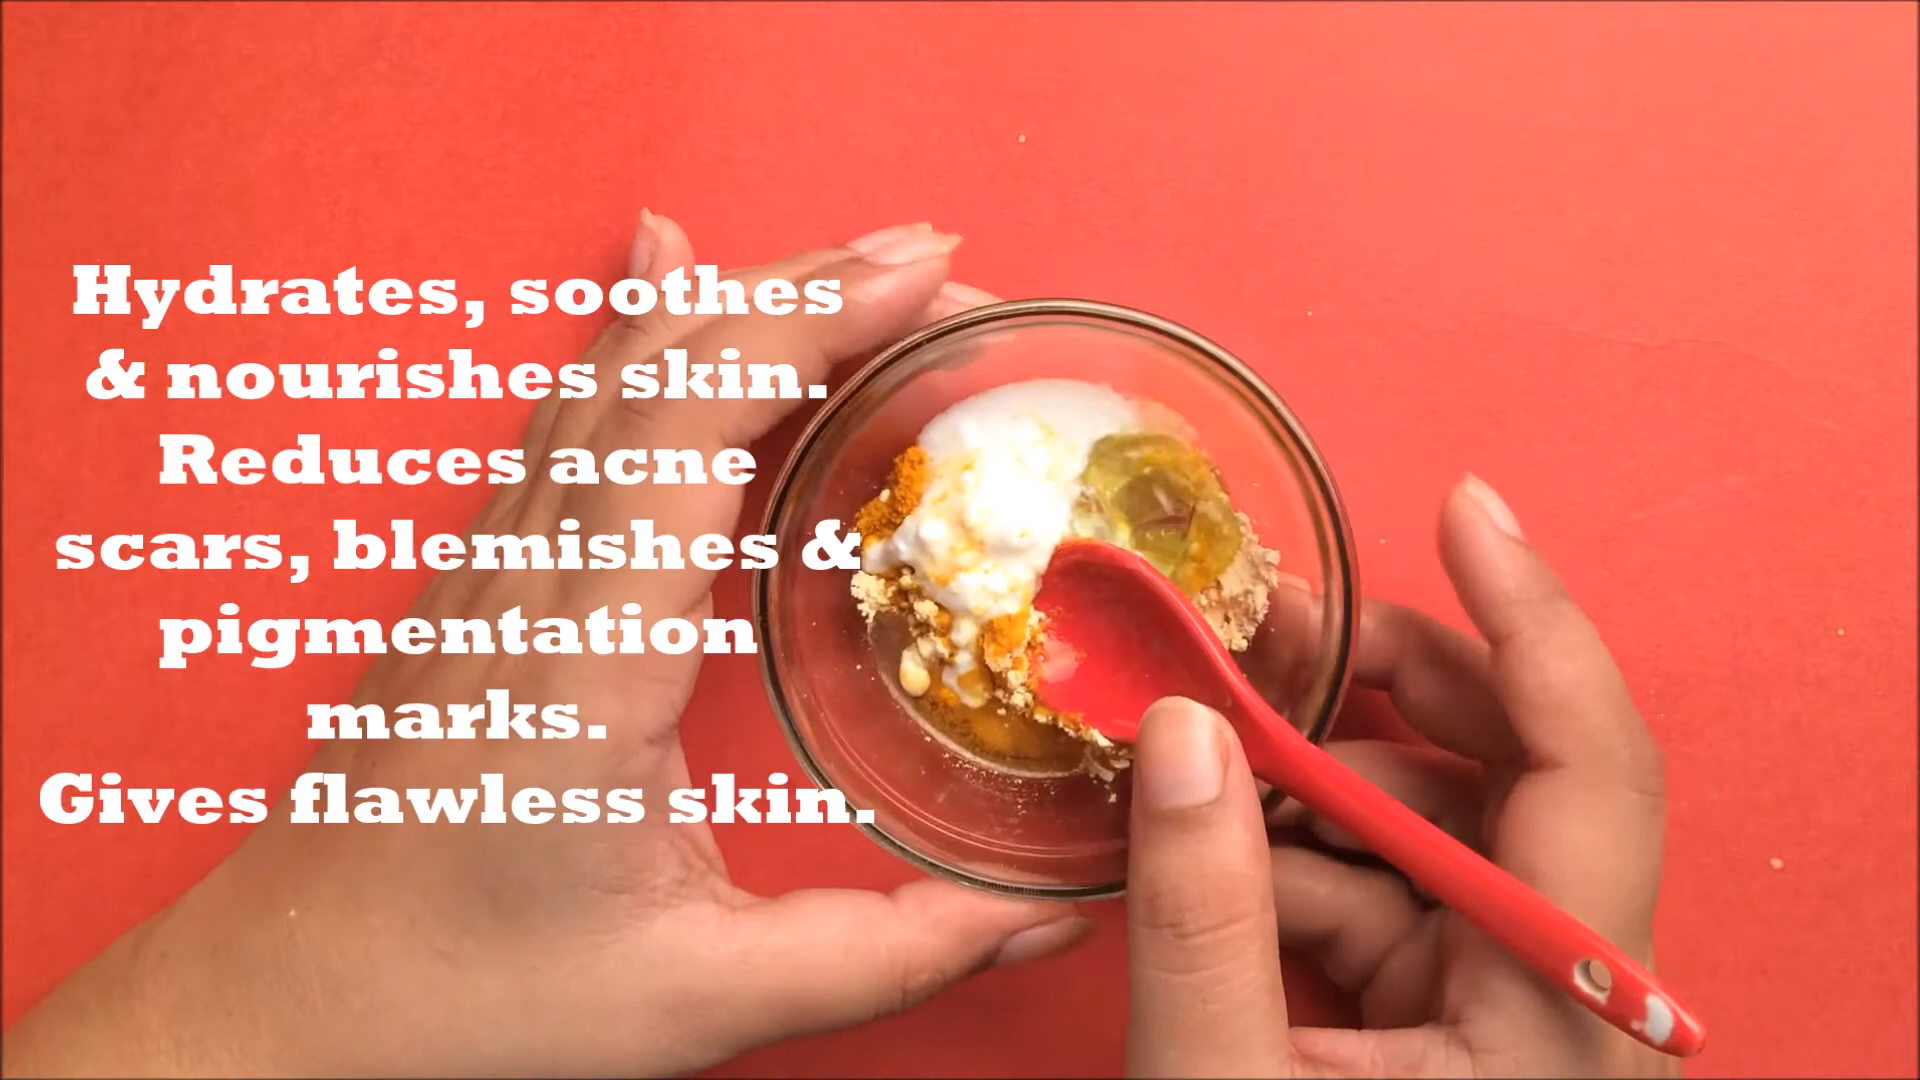 Hydrates, soothes
& nourishes skin.
Reduces acne
scars, blemishes &
pigmentation
marks.
Gives flawless skin.